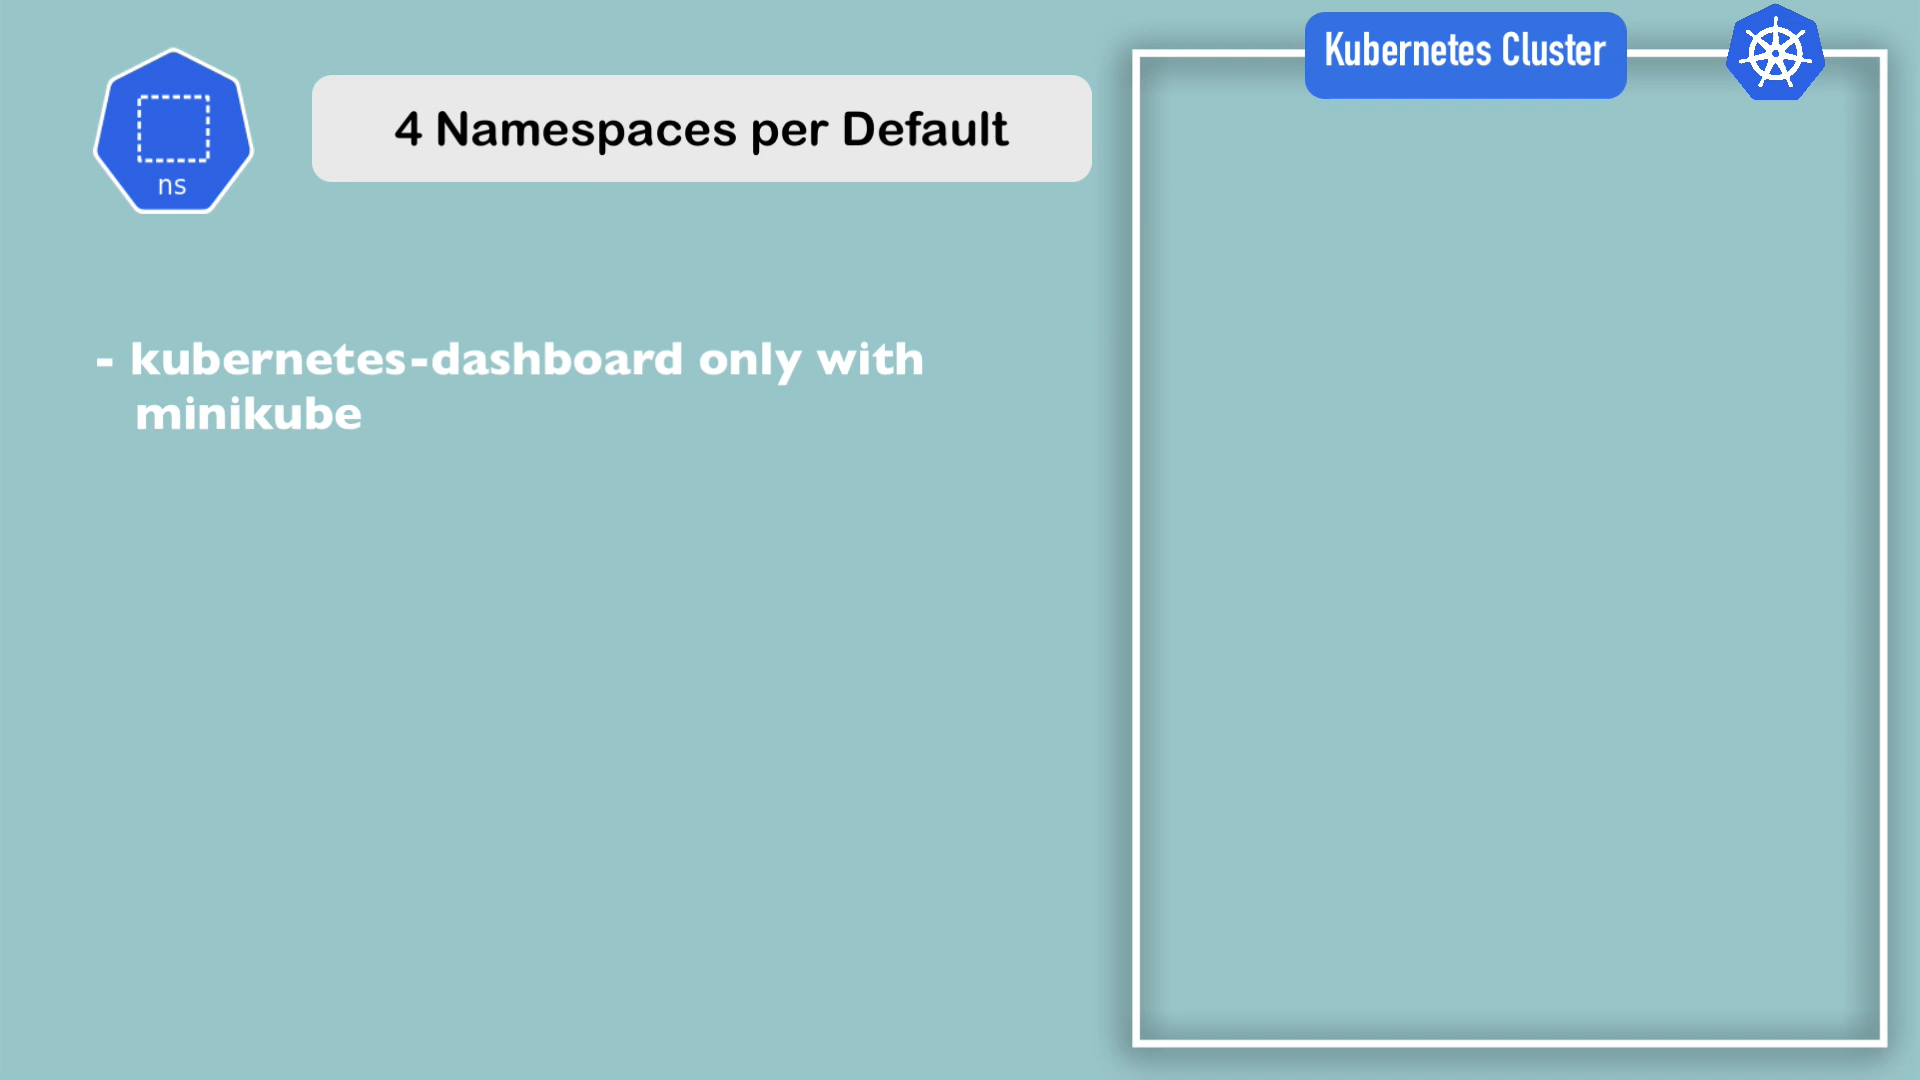 Kubernetes Cluster
4 Namespaces per Default
ns
- kubernetes-dashboard only with
minikube